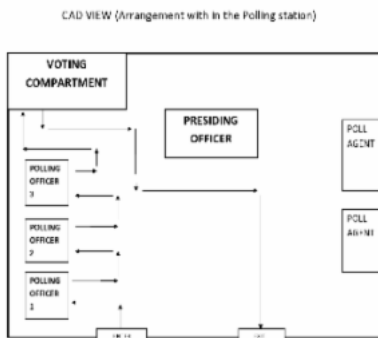 CAD VIEW (Arrangement with in the Polling station)
VOTING
COMPARTMENT
PRESIDING
OFFICER
POLL
AGENT
POLLING
OFFICER
3
POLLING
OFFICER
2
POLL
AGENT
POLLING
OFFICER
1